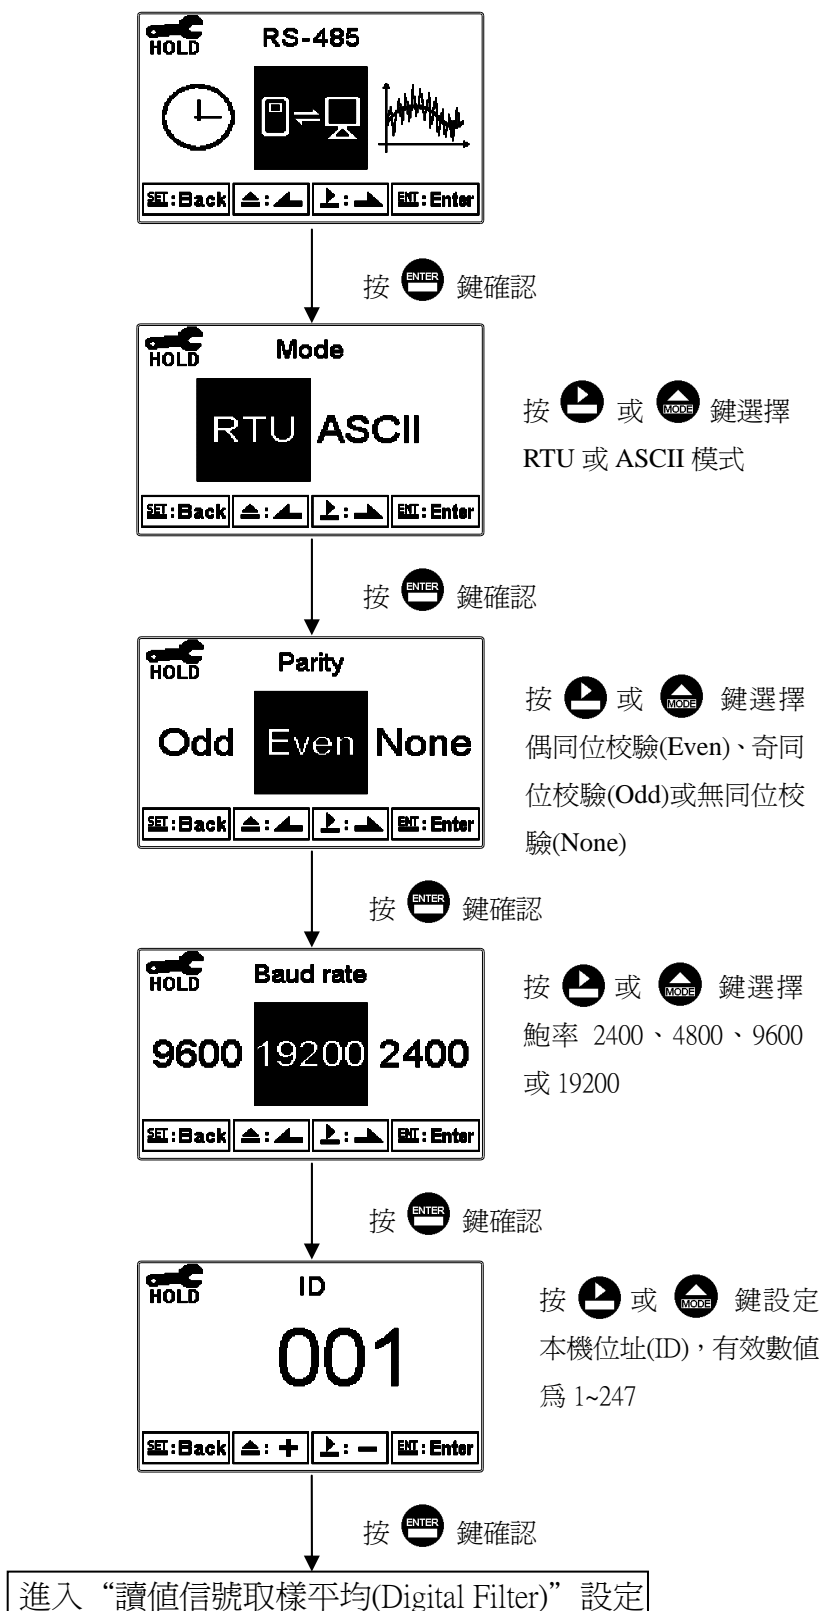 HOLD RS-485
SET:Back ▲: ENT:Enter
按 ENTER 鍵確認
HOLD Mode
RTU ASCII
SET:Back ▲: ENT:Enter
按 或 MODE 鍵選擇
RTU 或 ASCII 模式
按 ENTER 鍵確認
HOLD Parity
Odd Even None
SET:Back ▲: ENT:Enter
按 或 MODE 鍵選擇
偶同位校驗(Even)、奇同
位校驗(Odd)或無同位校
驗(None)
按 ENTER 鍵確認
HOLD Baud rate
9600 19200 2400
SET:Back ▲: ENT:Enter
按 或 MODE 鍵選擇
鮑率 2400、4800、9600
或 19200
按 ENTER 鍵確認
HOLD ID
001
SET:Back ▲: + : − ENT:Enter
按 或 MODE 鍵設定
本機位址(ID)，有效數值
爲 1~247
按 ENTER 鍵確認
進入“讀值信號取樣平均(Digital Filter)”設定